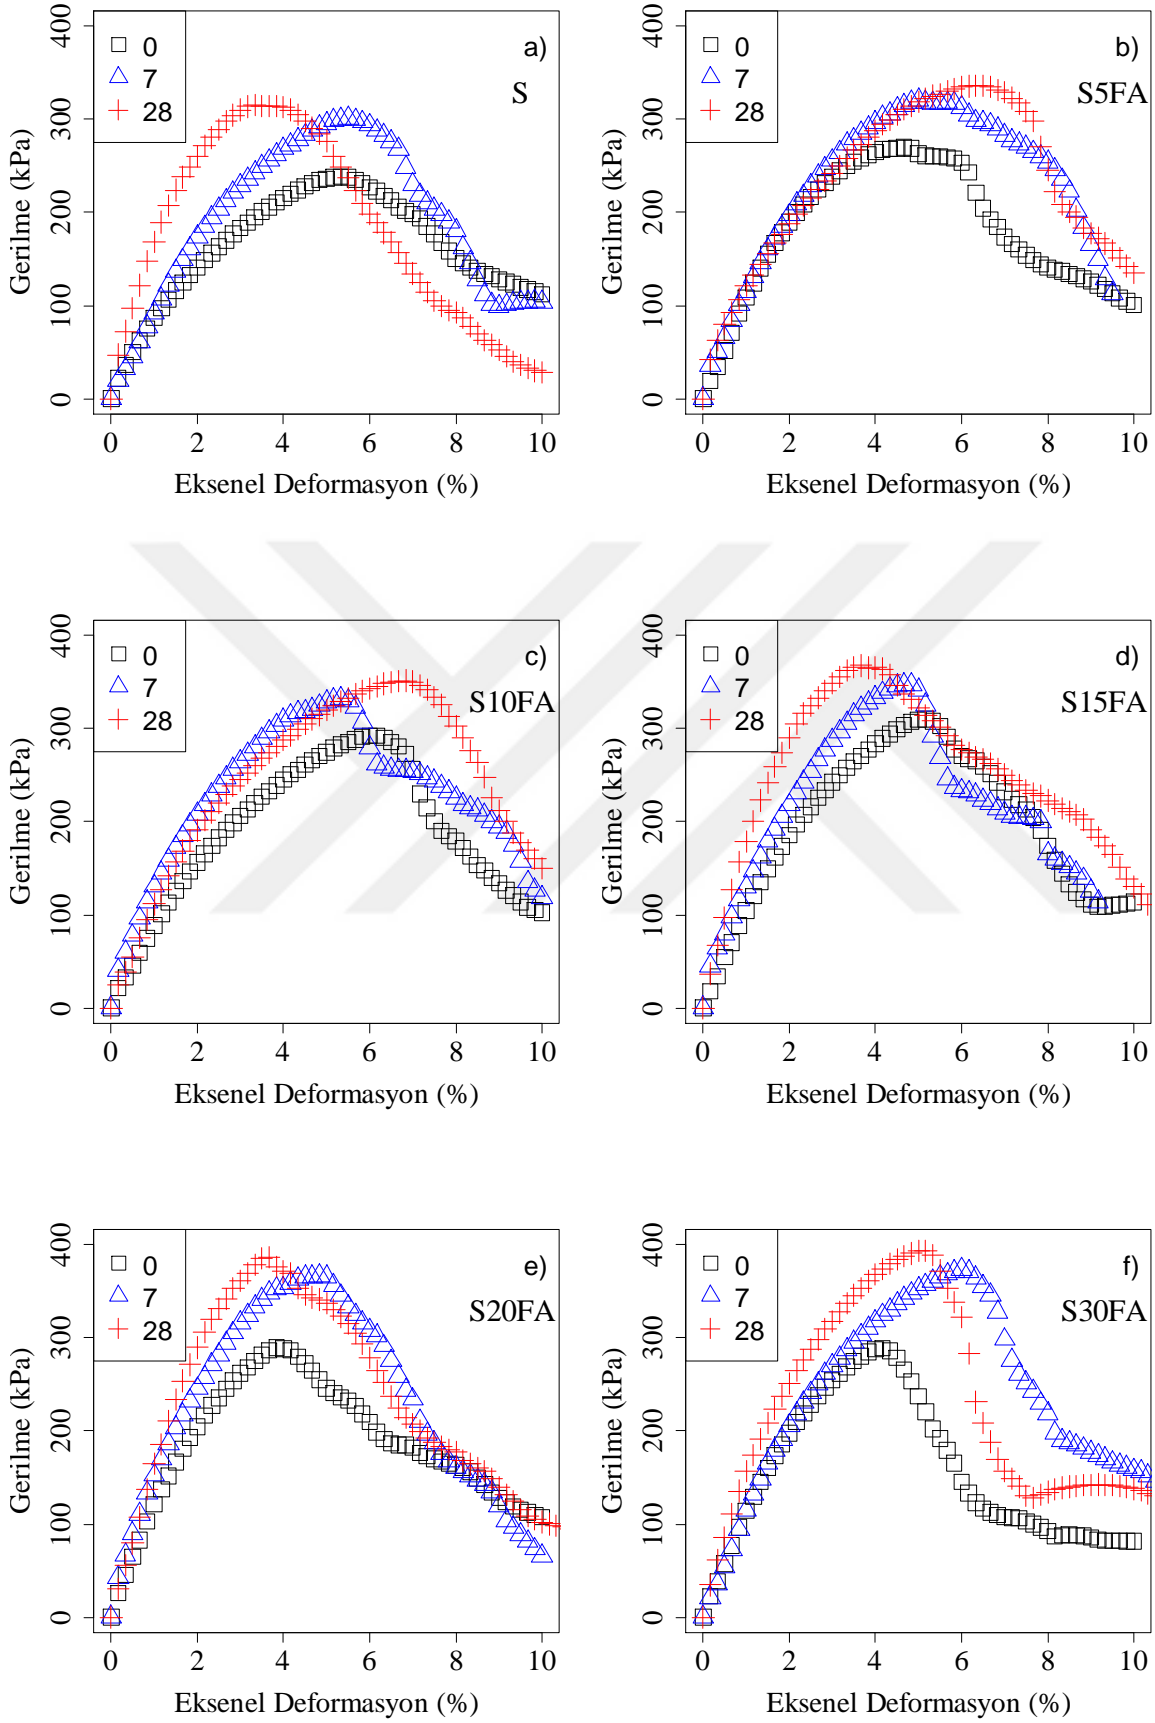 a)
S
0
7
28
Gerilme (kPa)
0
100
200
300
400
0 2 4 6 8 10
Eksenel Deformasyon (%)
b)
S5FA
0
7
28
Gerilme (kPa)
0
100
200
300
400
0 2 4 6 8 10
Eksenel Deformasyon (%)
c)
S10FA
0
7
28
Gerilme (kPa)
0
100
200
300
400
0 2 4 6 8 10
Eksenel Deformasyon (%)
d)
S15FA
0
7
28
Gerilme (kPa)
0
100
200
300
400
0 2 4 6 8 10
Eksenel Deformasyon (%)
e)
S20FA
0
7
28
Gerilme (kPa)
0
100
200
300
400
0 2 4 6 8 10
Eksenel Deformasyon (%)
f)
S30FA
0
7
28
Gerilme (kPa)
0
100
200
300
400
0 2 4 6 8 10
Eksenel Deformasyon (%)